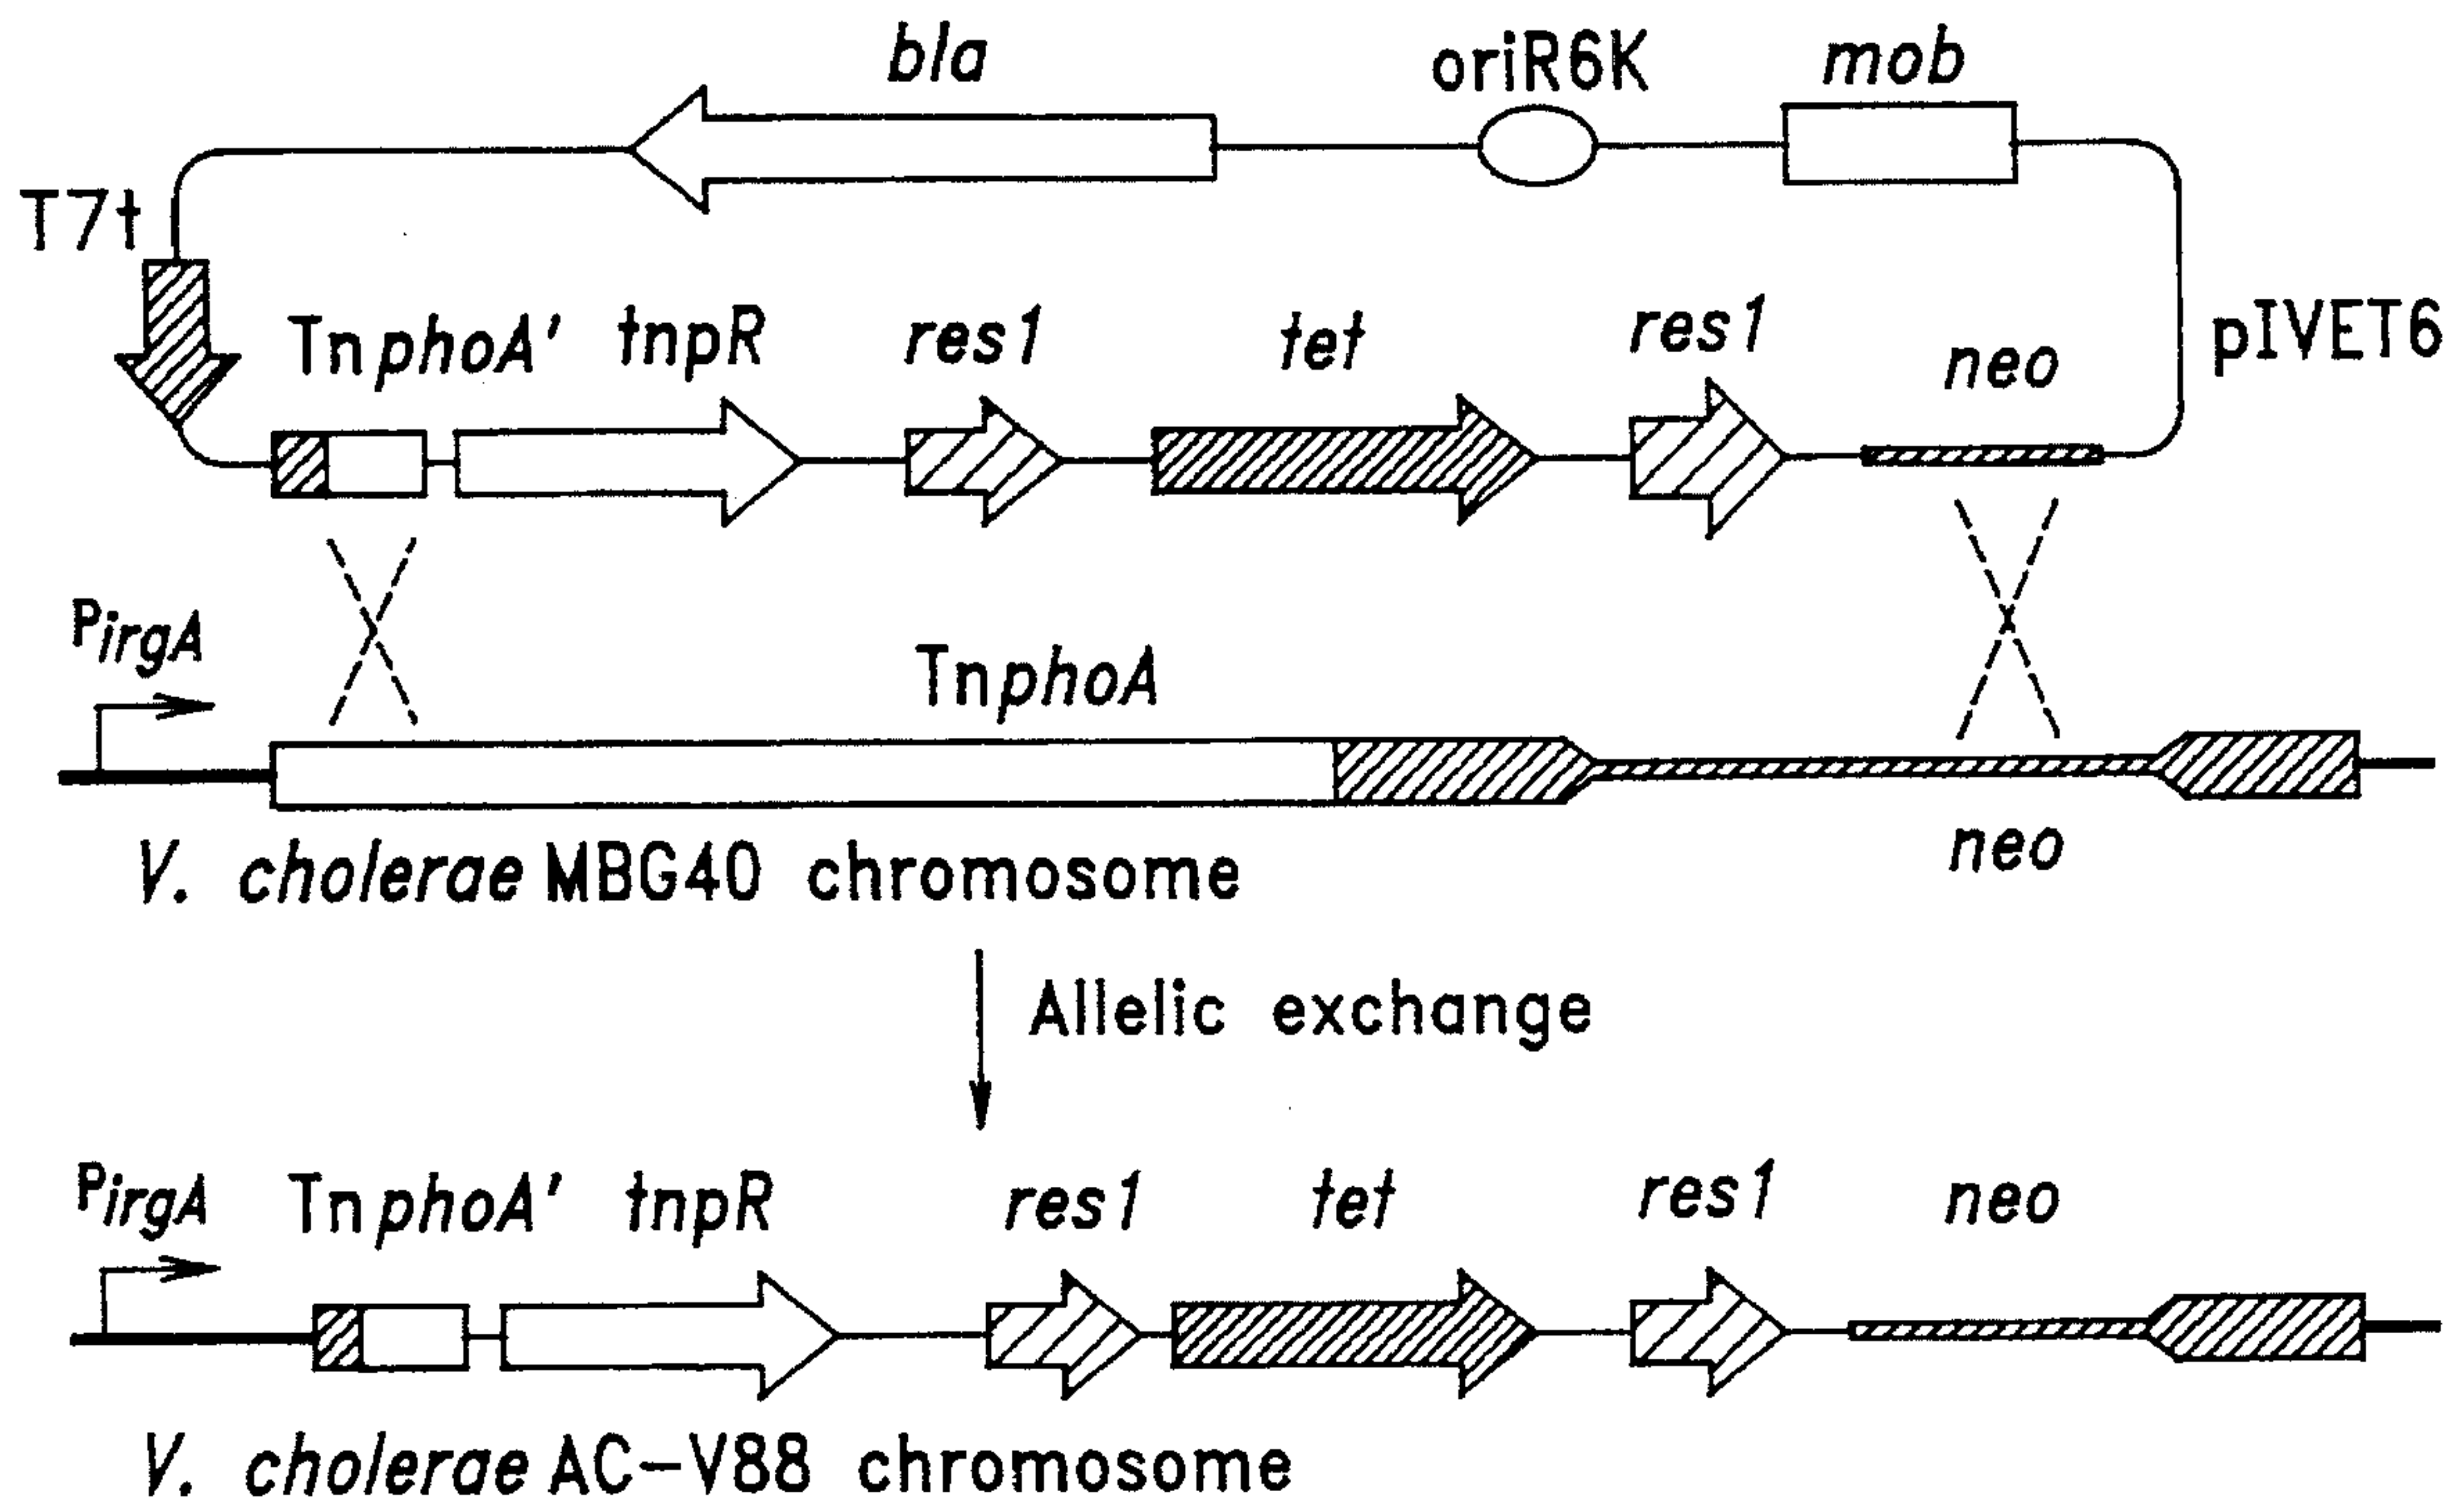 bla oriR6K mob
T7t
TnphoA' tnpR res1 tet res1 neo pIVET6
PirgA
TnphoA
neo
V. cholerae MBG40 chromosome
Allelic exchange
PirgA TnphoA' tnpR res1 tet res1 neo
V. cholerae AC-V88 chromosome